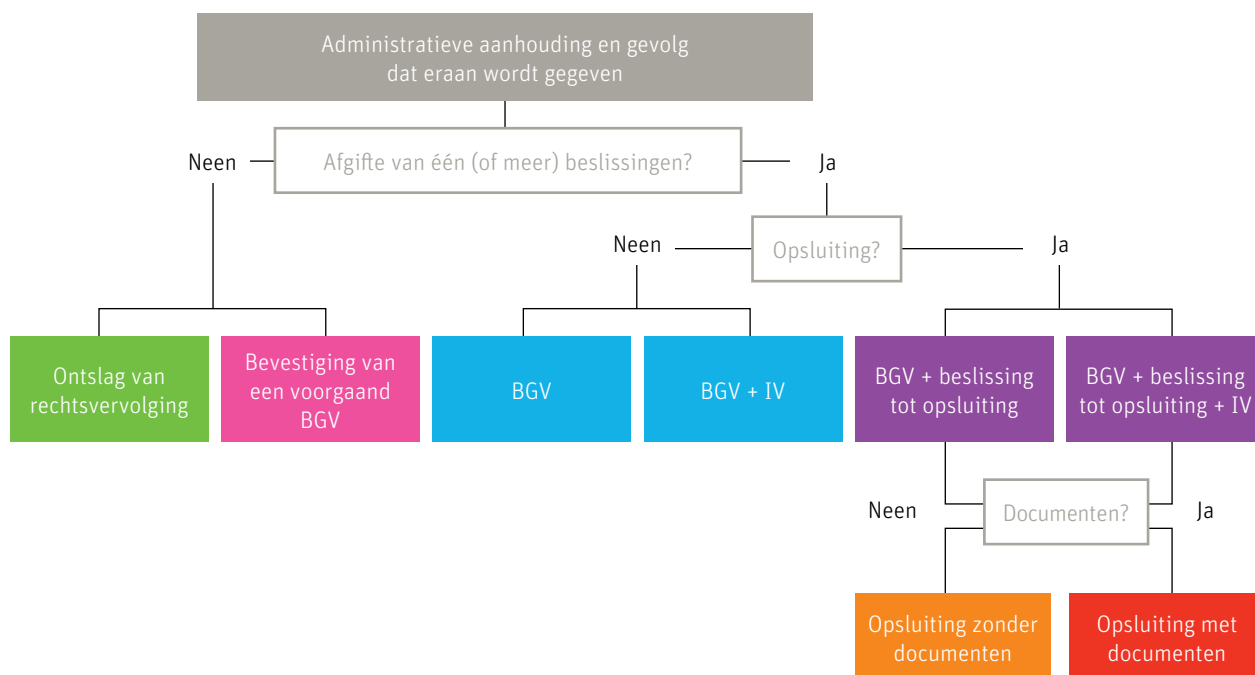 Administratieve aanhouding en gevolg
dat eraan wordt gegeven
Neen
Afgifte van één (of meer) beslissingen?
Ja
Neen
Opsluiting?
Ja
Ontslag van
rechtsvervolging
Bevestiging van
een voorgaand
BGV
BGV
BGV + IV
BGV + beslissing
tot opsluiting
BGV + beslissing
tot opsluiting + IV
Neen
Documenten?
Ja
Opsluiting zonder
documenten
Opsluiting met
documenten